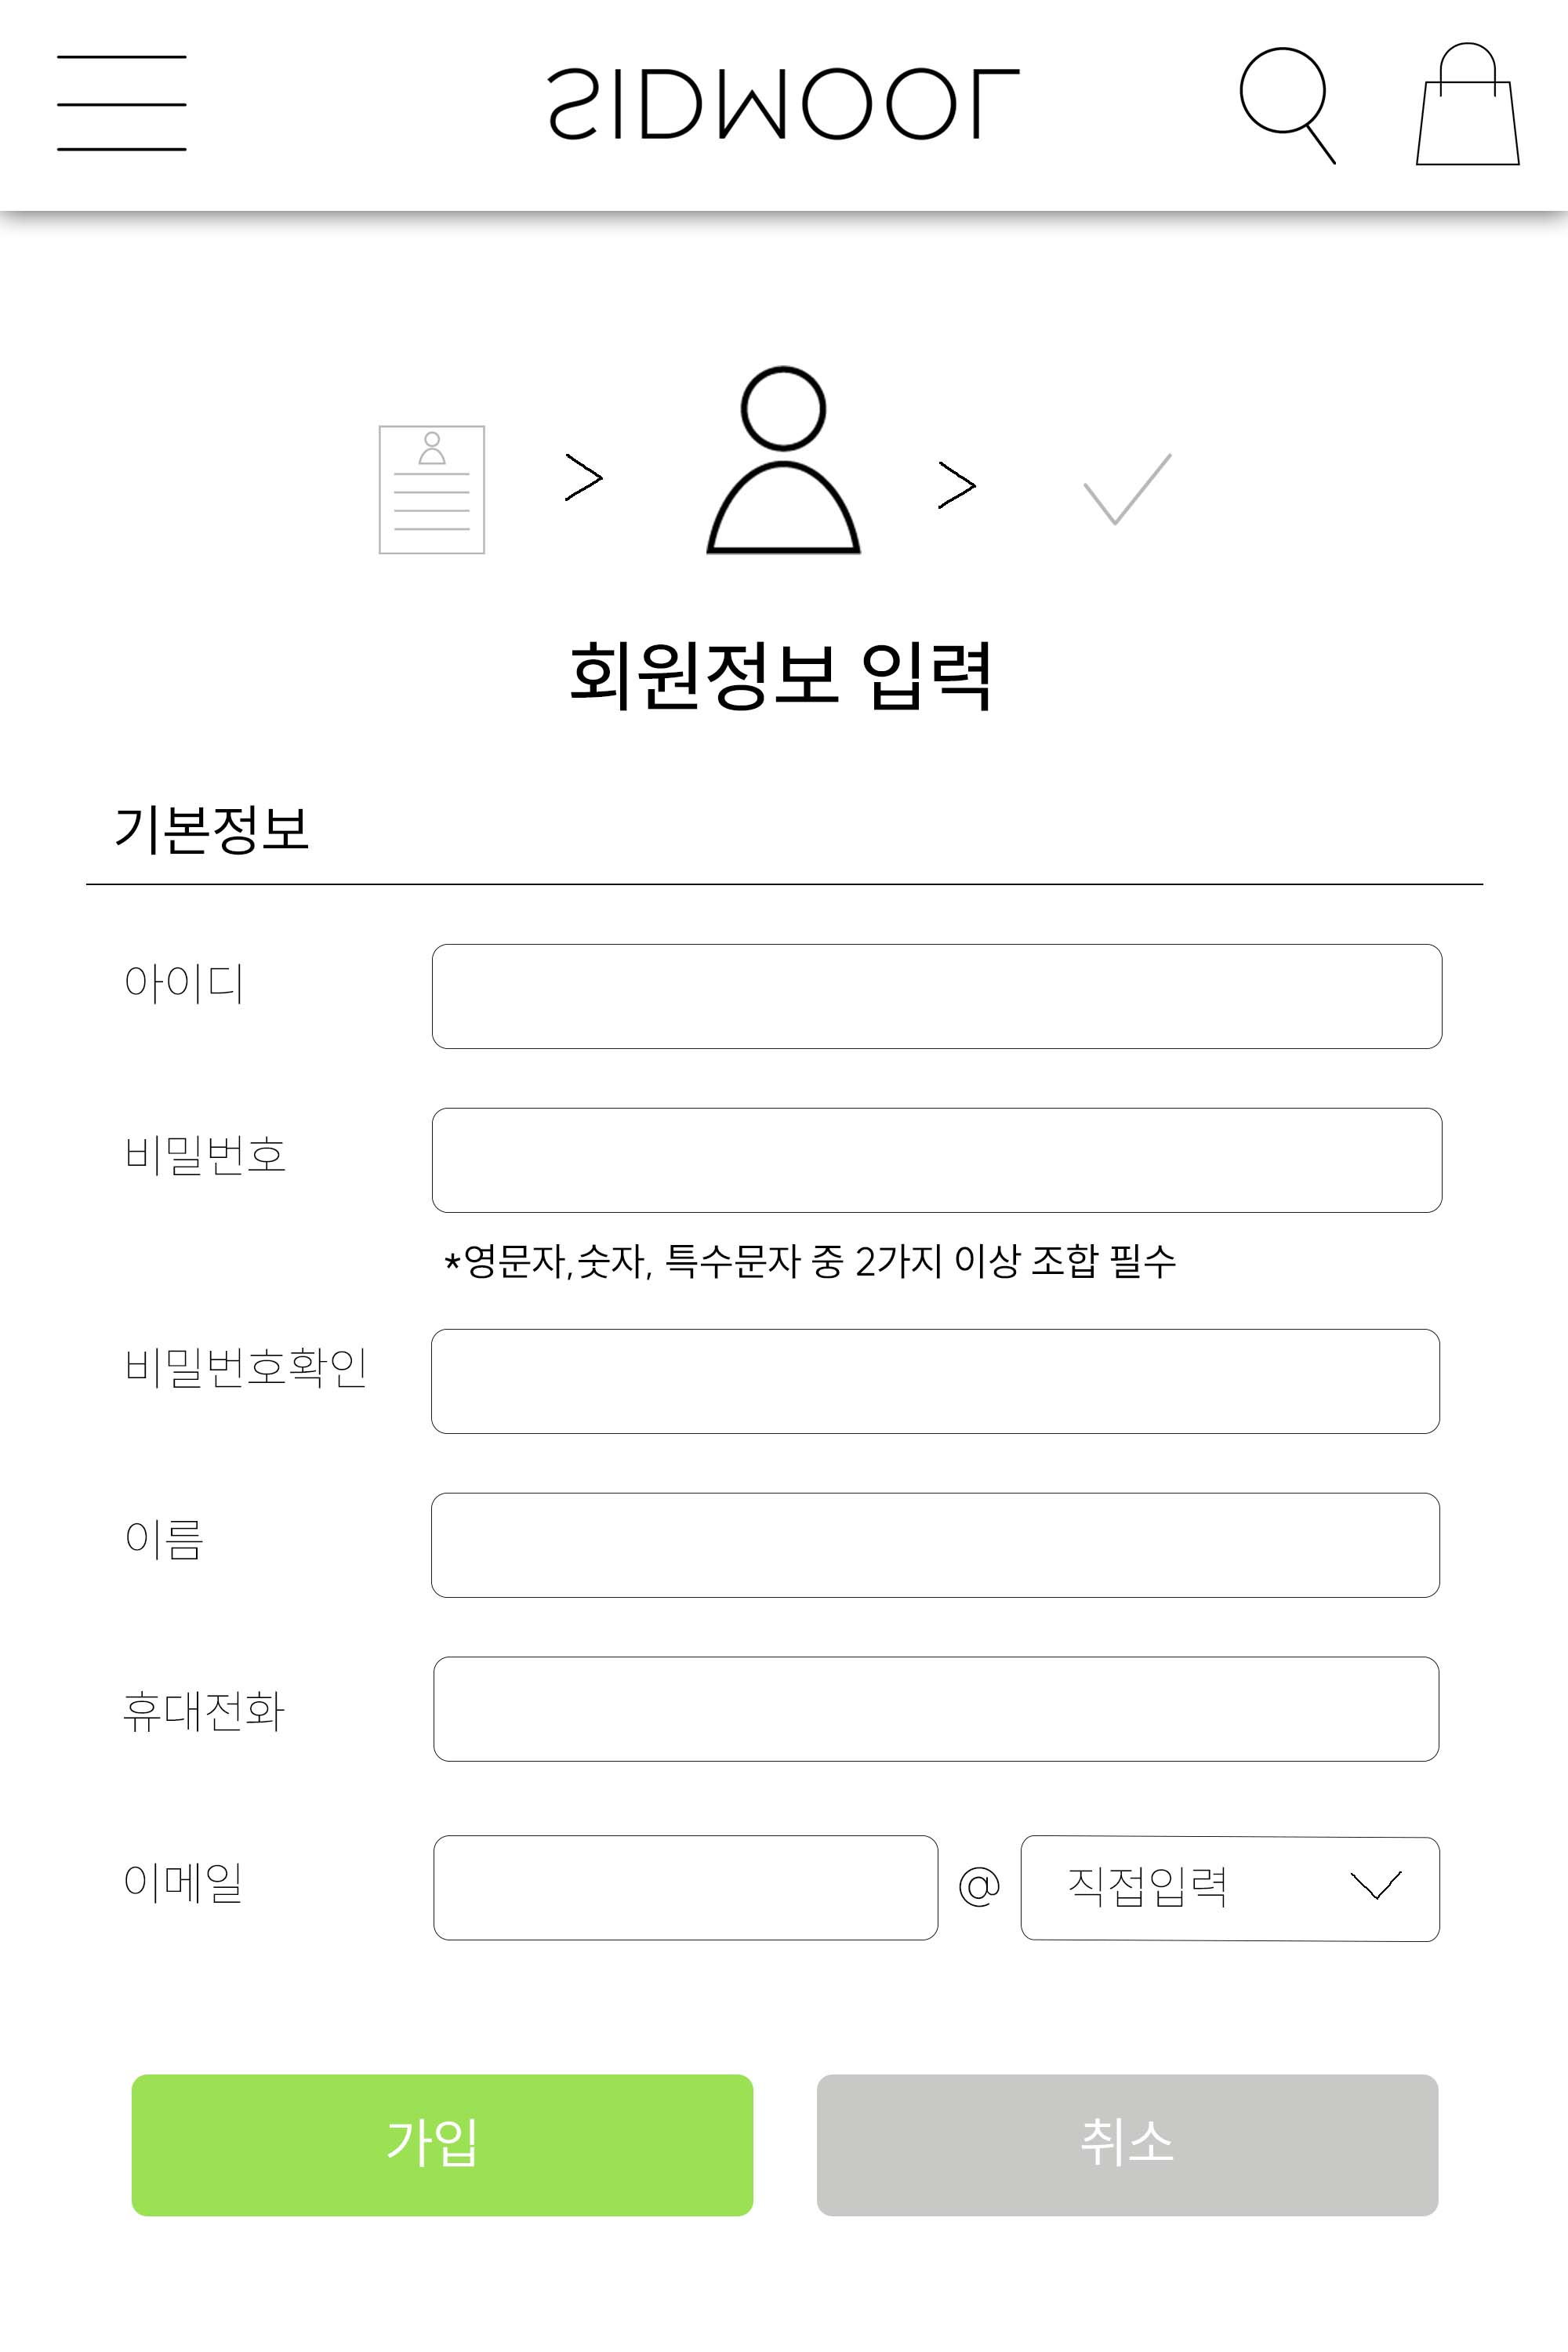 SIDMOOL
회원정보 입력
기본정보
아이디
비밀번호
*영문자,숫자, 특수문자 중 2가지 이상 조합 필수
비밀번호확인
이름
휴대전화
이메일 @ 직접입력
가입 취소